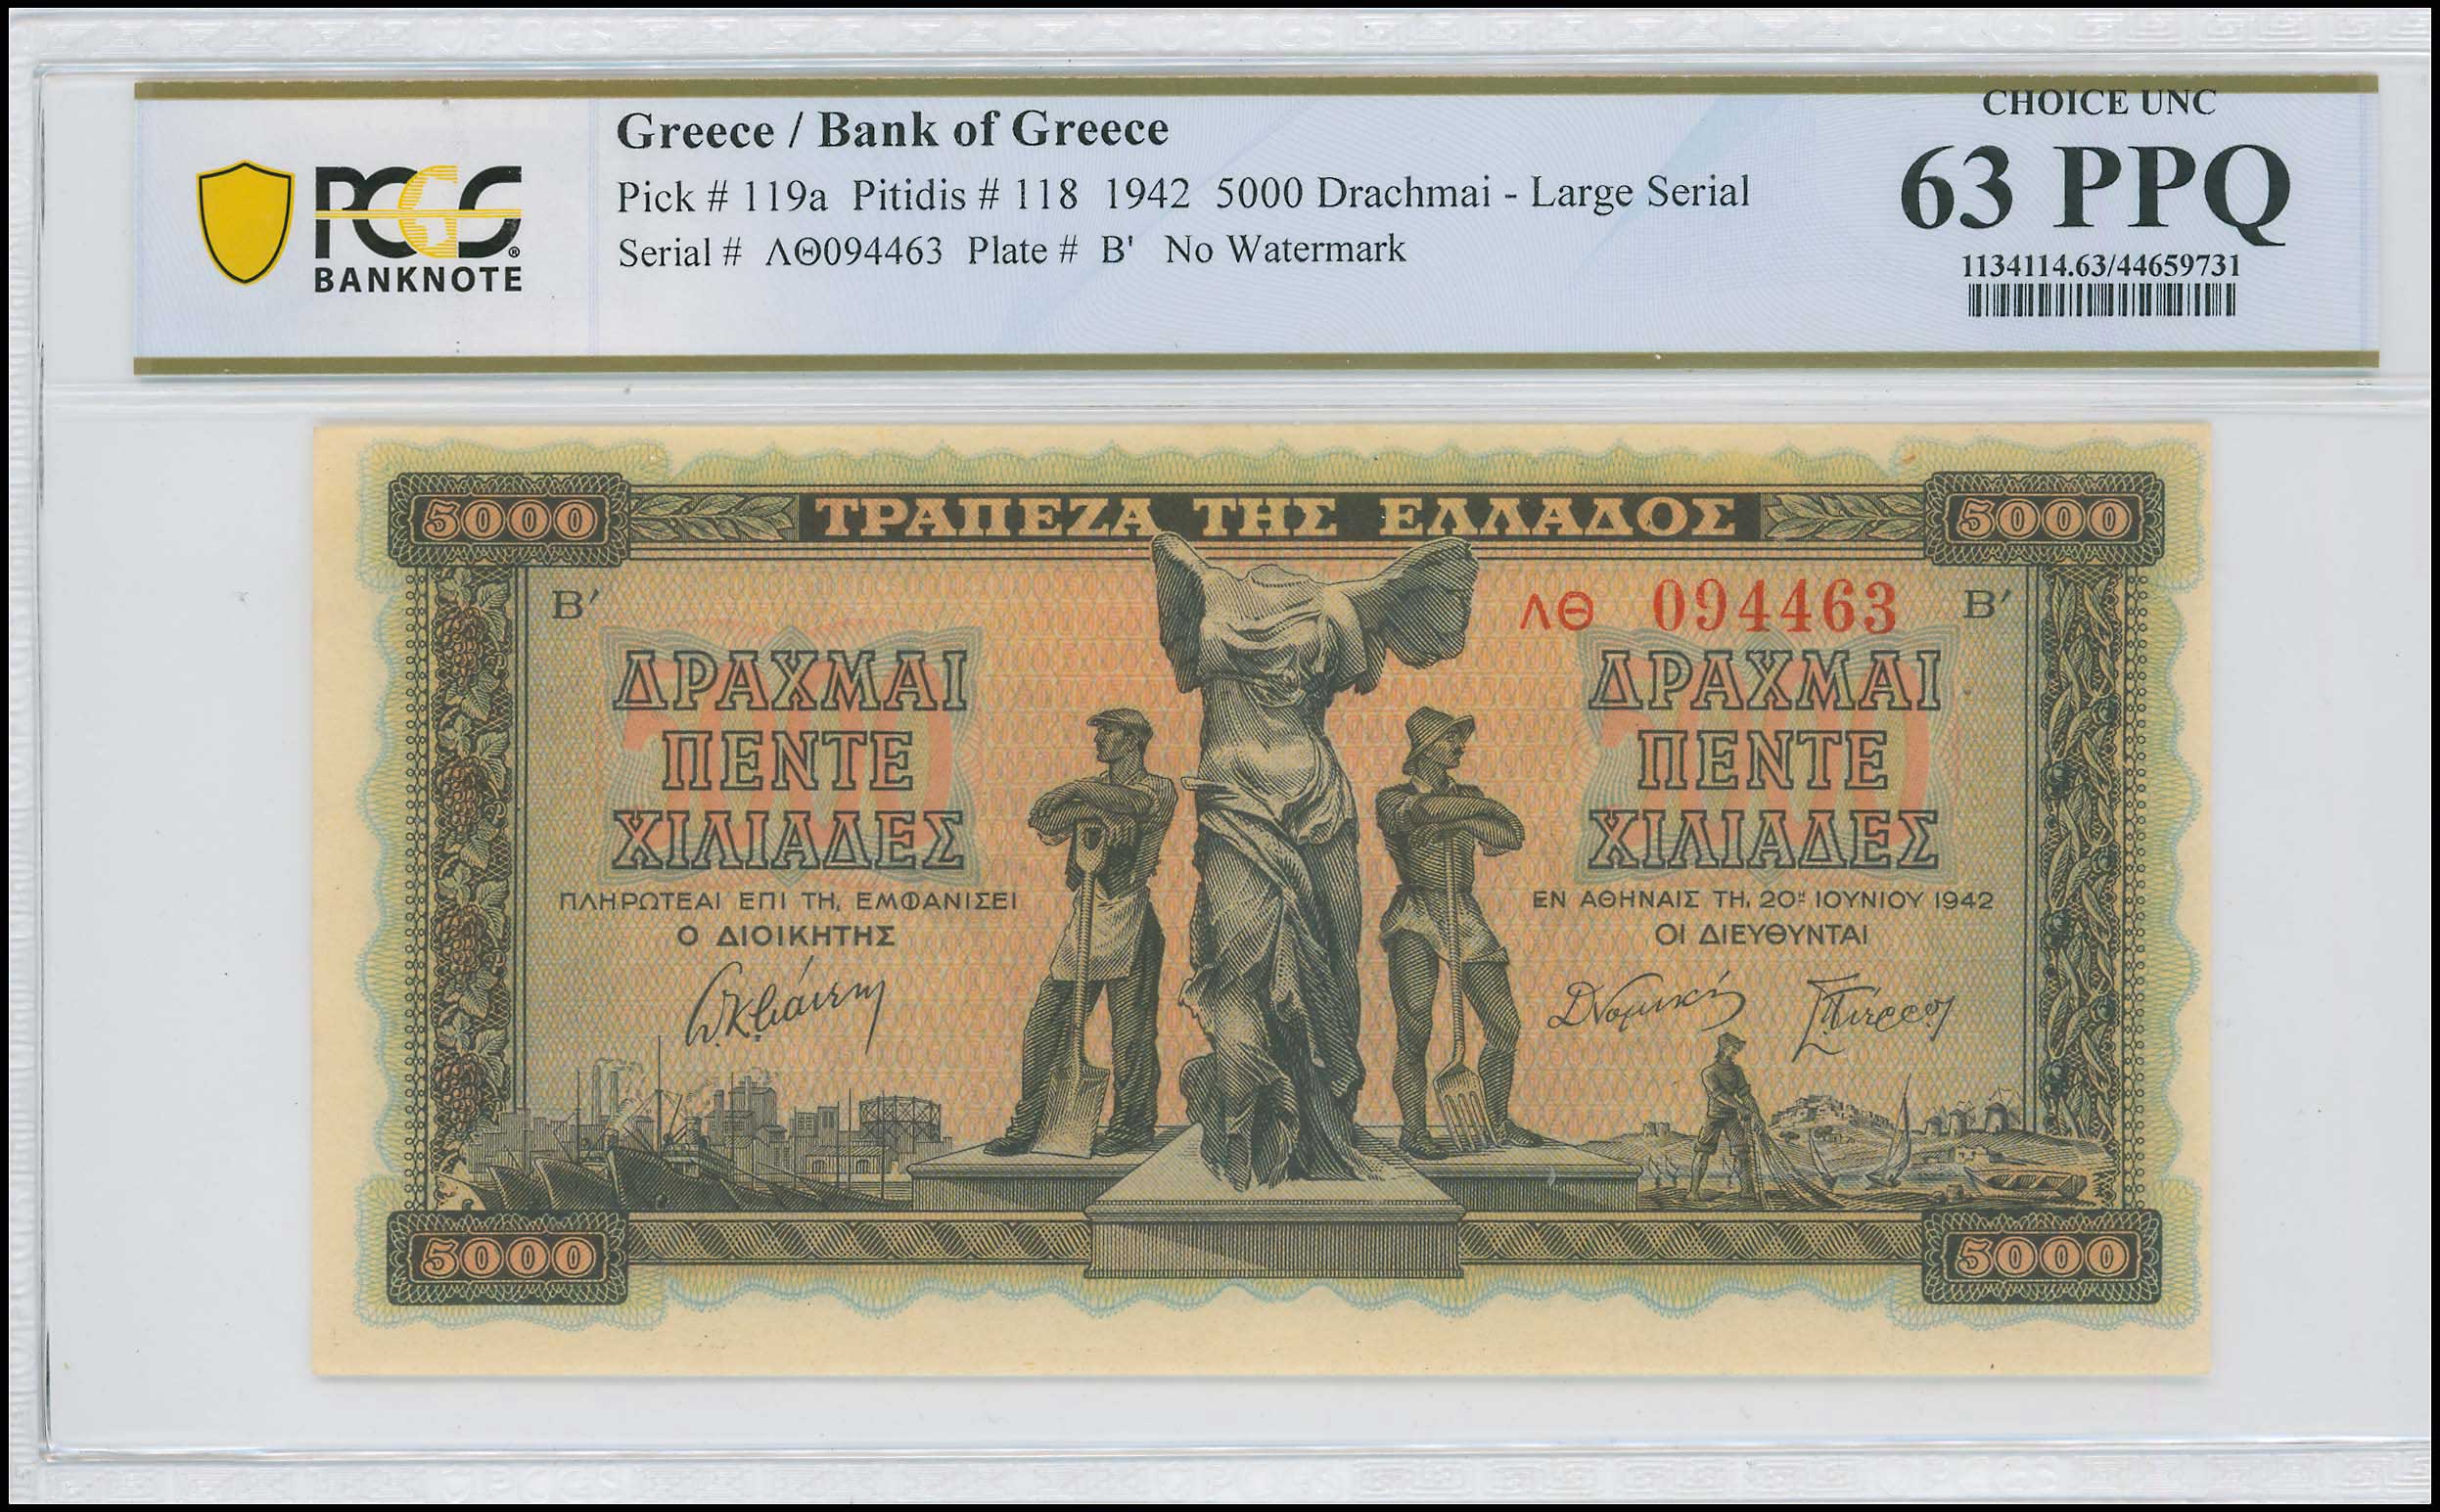 CHOICE UNC
Greece / Bank of Greece
63 PPQ
PCGS
BANKNOTE
Pick # 119a Pitidis # 118 1942 5000 Drachmai - Large Serial
Serial # ΛΘ094463 Plate # B' No Watermark
1134114.63/44659731
5000 ΤΡΑΠΕΖΑ ΤΗΣ ΕΛΛΑΔΟΣ 5000
Β' ΛΘ 094463 Β'
ΔΡΑΧΜΑΙ
ΠΕΝΤΕ
ΧΙΛΙΑΔΕΣ
ΠΛΗΡΩΤΕΑΙ ΕΠΙ ΤΗͺ ΕΜΦΑΝΙΣΕΙ
Ο ΔΙΟΙΚΗΤΗΣ
ΔΡΑΧΜΑΙ
ΠΕΝΤΕ
ΧΙΛΙΑΔΕΣ
ΕΝ ΑΘΗΝΑΙΣ ΤΗͺ 20ῌ ΙΟΥΝΙΟΥ 1942
ΟΙ ΔΙΕΥΘΥΝΤΑΙ
5000 5000